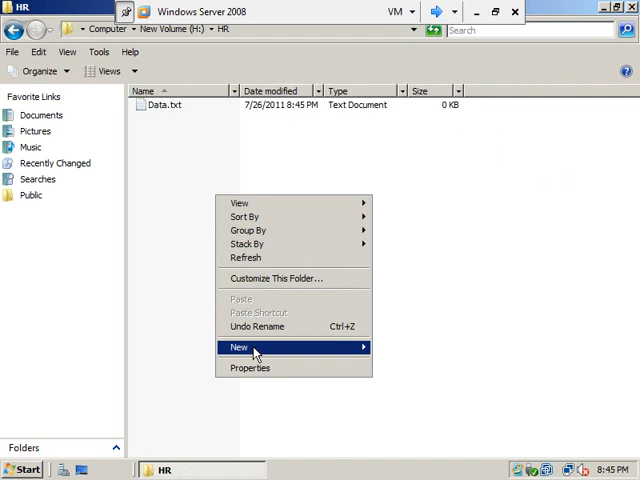 HR
Windows Server 2008
VM
Computer
New Volume (H:)
HR
Search
File Edit View Tools Help
Organize Views
Favorite Links
Documents
Pictures
Music
Recently Changed
Searches
Public
Name Date modified Type Size
Data.txt 7/26/2011 8:45 PM Text Document 0 KB
View
Sort By
Group By
Stack By
Refresh
Customize This Folder...
Paste
Paste Shortcut
Undo Rename Ctrl+Z
New
Properties
Folders
Start
HR
8:45 PM